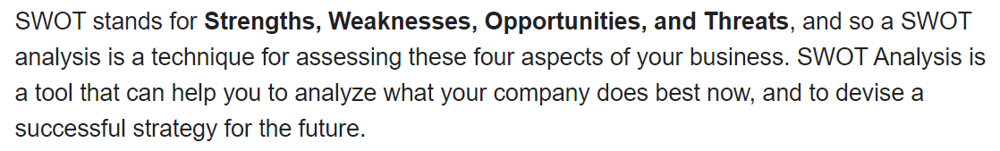 SWOT stands for Strengths, Weaknesses, Opportunities, and Threats, and so a SWOT
analysis is a technique for assessing these four aspects of your business. SWOT Analysis is
a tool that can help you to analyze what your company does best now, and to devise a
successful strategy for the future.